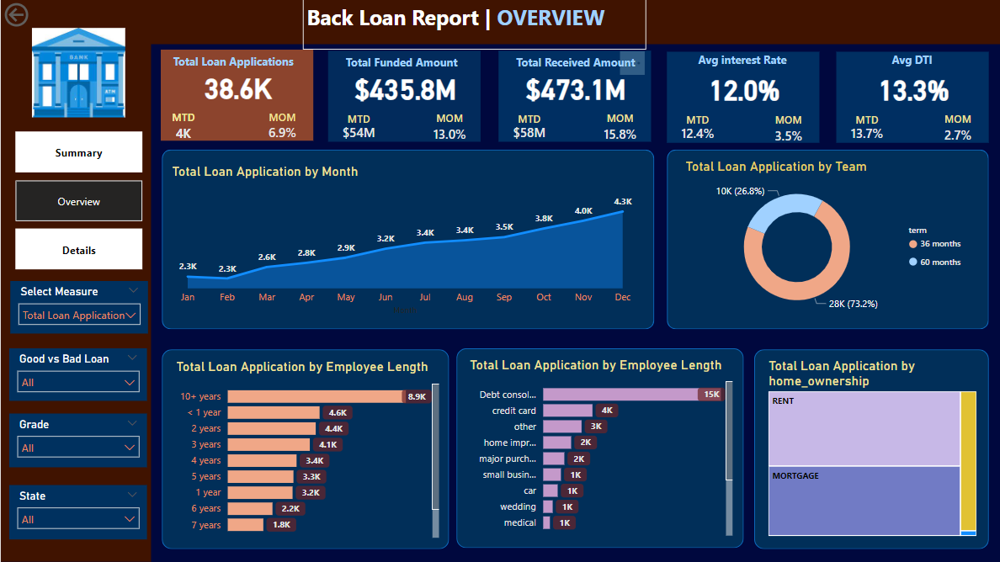 Back Loan Report | OVERVIEW
BANK
ATM
Summary
Overview
Details
Select Measure
Total Loan Application
Good vs Bad Loan
All
Grade
All
State
All
Total Loan Applications
38.6K
MTD
MOM
4K
6.9%
Total Funded Amount
$435.8M
MTD
MOM
$54M
13.0%
Total Received Amount
$473.1M
MTD
MOM
$58M
15.8%
Avg interest Rate
12.0%
MTD
MOM
12.4%
3.5%
Avg DTI
13.3%
MTD
MOM
13.7%
2.7%
Total Loan Application by Month
2.3K
2.3K
2.6K
2.8K
2.9K
3.2K
3.4K
3.4K
3.5K
3.8K
4.0K
4.3K
Jan
Feb
Mar
Apr
May
Jun
Jul
Aug
Sep
Oct
Nov
Dec
Total Loan Application by Team
10K (26.8%)
28K (73.2%)
term
36 months
60 months
Total Loan Application by Employee Length
10+ years 8.9K
< 1 year 4.6K
2 years 4.4K
3 years 4.1K
4 years 3.4K
5 years 3.3K
1 year 3.2K
6 years 2.2K
7 years 1.8K
Total Loan Application by Employee Length
Debt consol... 15K
credit card 4K
other 3K
home impr... 2K
major purch... 2K
small busin... 1K
car 1K
wedding 1K
medical 1K
Total Loan Application by
home_ownership
RENT
MORTGAGE